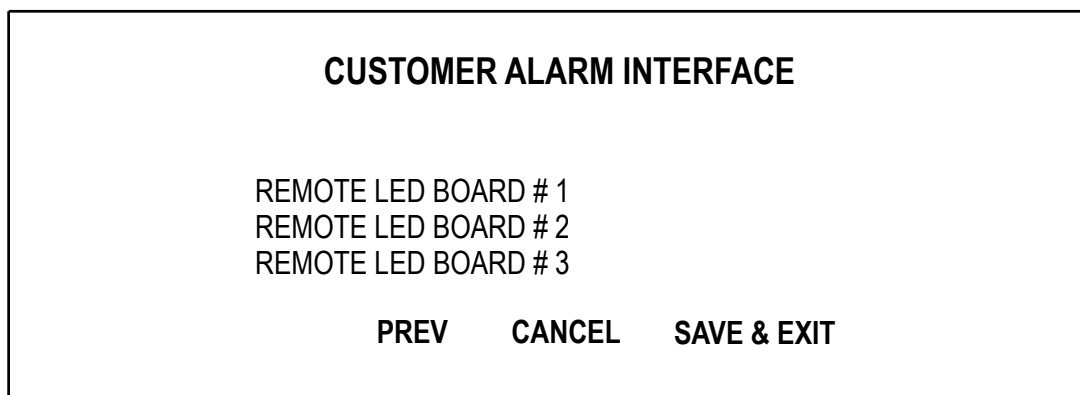 CUSTOMER ALARM INTERFACE
REMOTE LED BOARD # 1
REMOTE LED BOARD # 2
REMOTE LED BOARD # 3
PREV CANCEL SAVE & EXIT